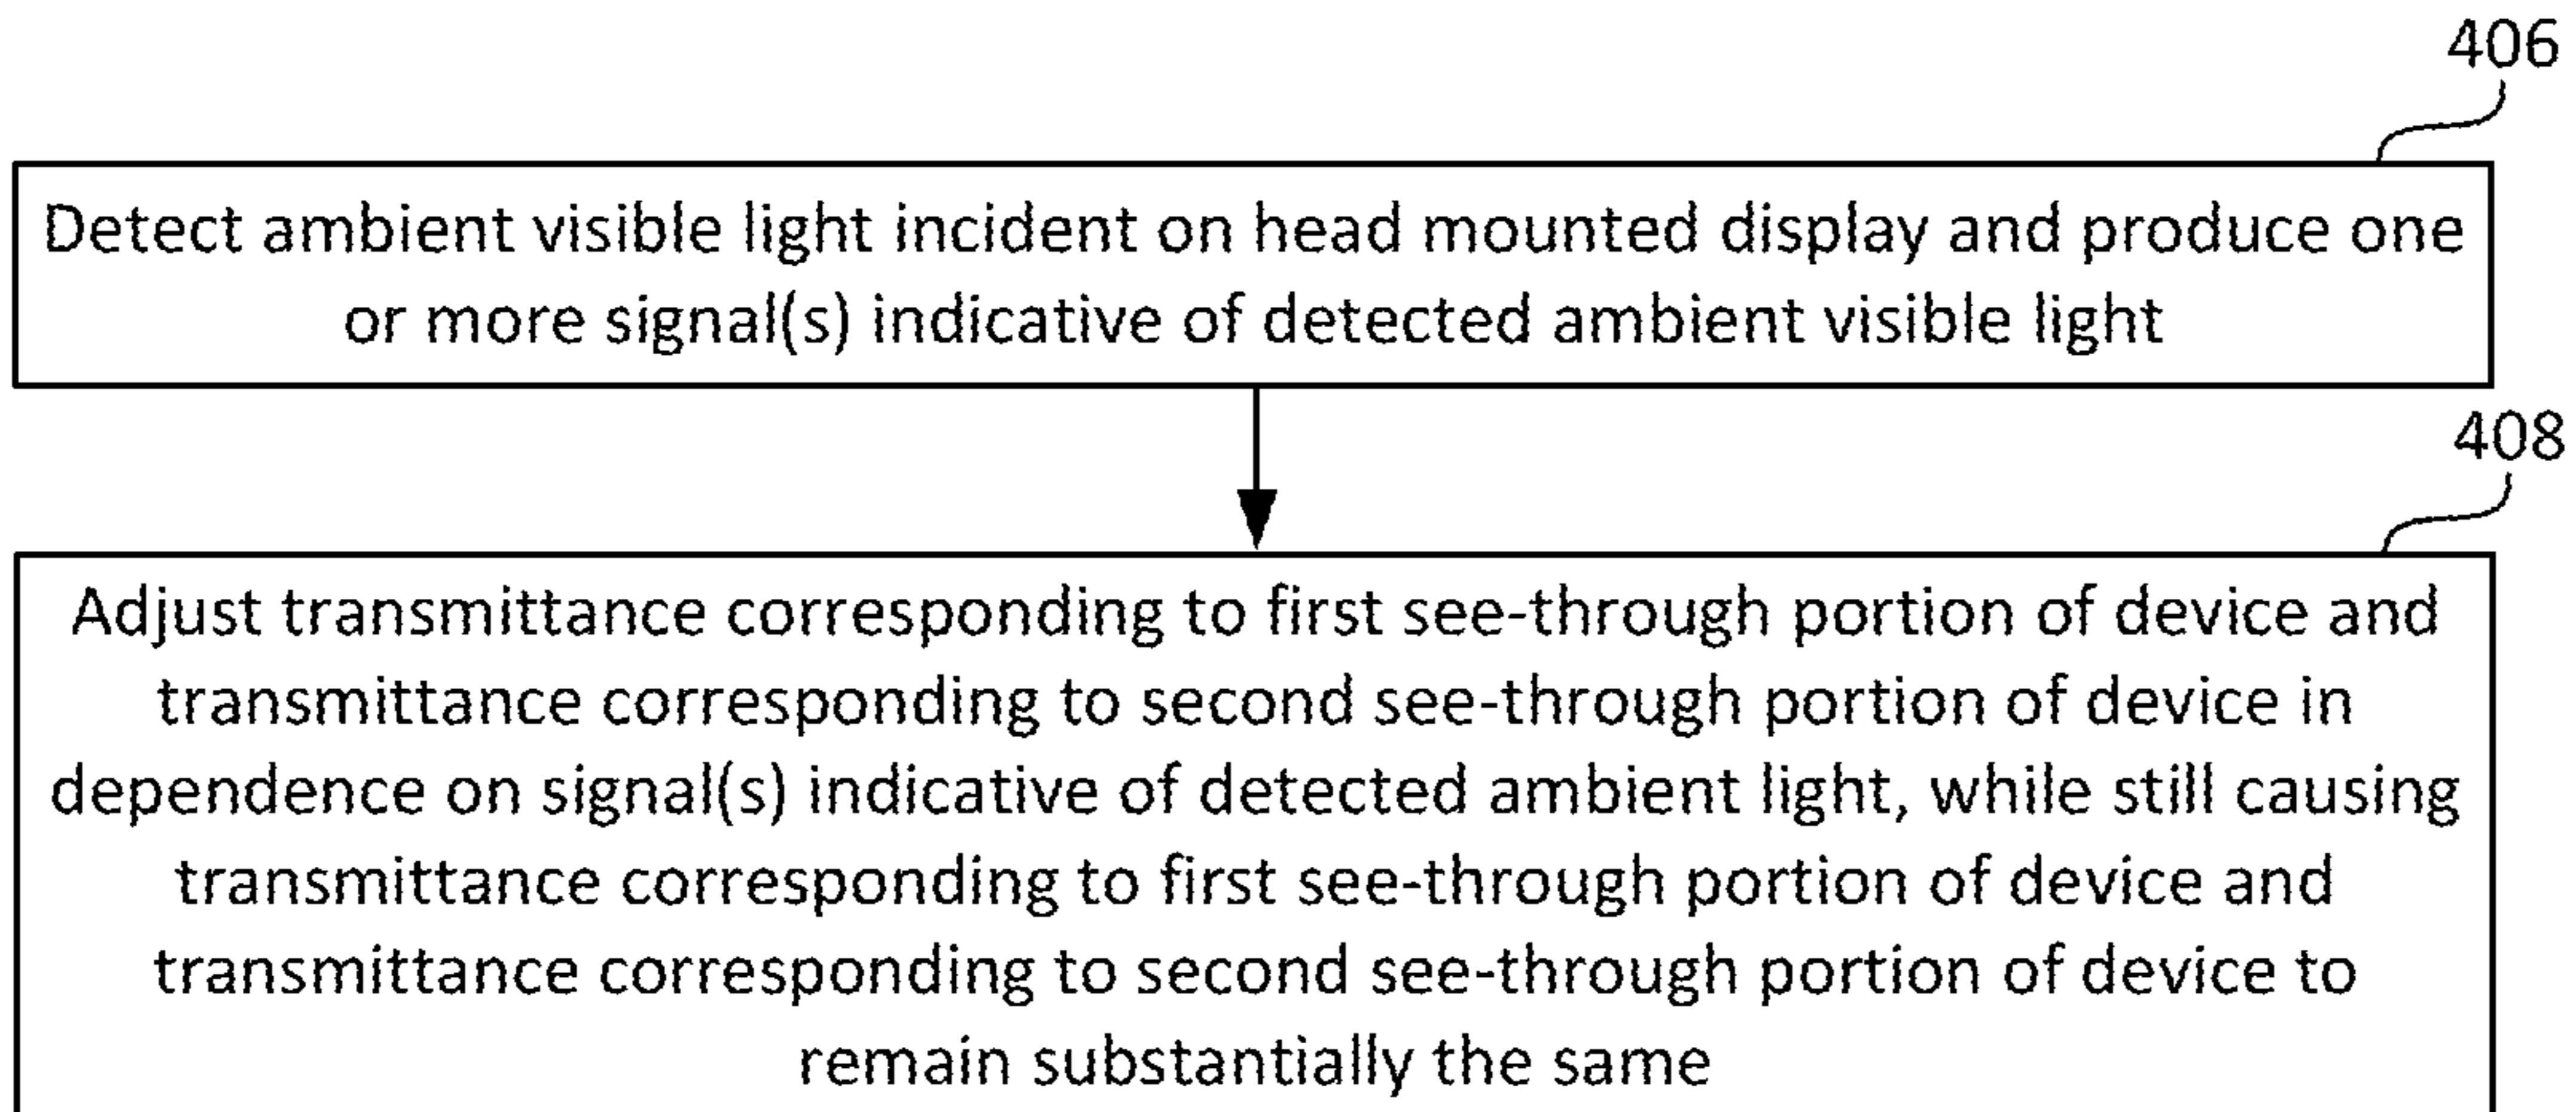 406
Detect ambient visible light incident on head mounted display and produce one
or more signal(s) indicative of detected ambient visible light
408
Adjust transmittance corresponding to first see-through portion of device and
transmittance corresponding to second see-through portion of device in
dependence on signal(s) indicative of detected ambient light, while still causing
transmittance corresponding to first see-through portion of device and
transmittance corresponding to second see-through portion of device to
remain substantially the same